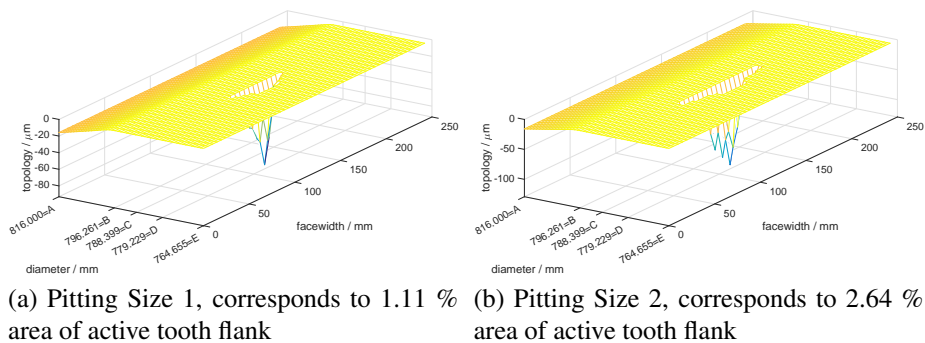 0
-20
-40
-60
-80
topology / μm
816.000=A
796.261=B
788.399=C
779.229=D
764.655=E
diameter / mm
0
50
100
150
200
250
facewidth / mm
0
-50
-100
topology / μm
816.000=A
796.261=B
788.399=C
779.229=D
764.655=E
diameter / mm
0
50
100
150
200
250
facewidth / mm
(a) Pitting Size 1, corresponds to 1.11 %
area of active tooth flank
(b) Pitting Size 2, corresponds to 2.64 %
area of active tooth flank